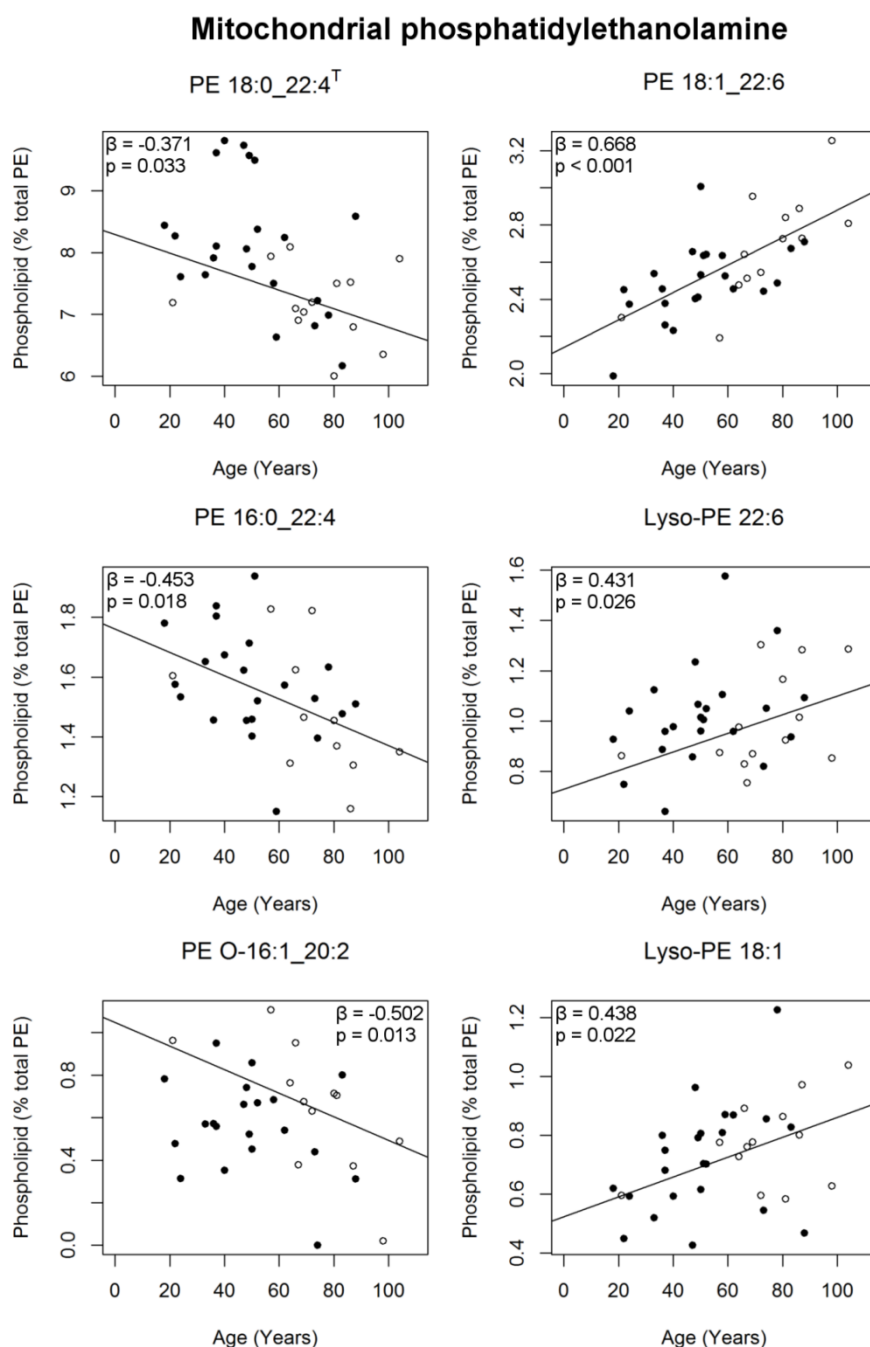 Mitochondrial phosphatidylethanolamine
PE 18:0_22:4ᵀ
β = -0.371
p = 0.033
Phospholipid (% total PE)
9
8
7
6
0 20 40 60 80 100
Age (Years)
PE 18:1_22:6
β = 0.668
p < 0.001
Phospholipid (% total PE)
3.2
2.8
2.4
2.0
0 20 40 60 80 100
Age (Years)
PE 16:0_22:4
β = -0.453
p = 0.018
Phospholipid (% total PE)
1.8
1.6
1.4
1.2
0 20 40 60 80 100
Age (Years)
Lyso-PE 22:6
β = 0.431
p = 0.026
Phospholipid (% total PE)
1.6
1.4
1.2
1.0
0.8
0 20 40 60 80 100
Age (Years)
PE O-16:1_20:2
β = -0.502
p = 0.013
Phospholipid (% total PE)
0.8
0.4
0.0
0 20 40 60 80 100
Age (Years)
Lyso-PE 18:1
β = 0.438
p = 0.022
Phospholipid (% total PE)
1.2
1.0
0.8
0.6
0.4
0 20 40 60 80 100
Age (Years)